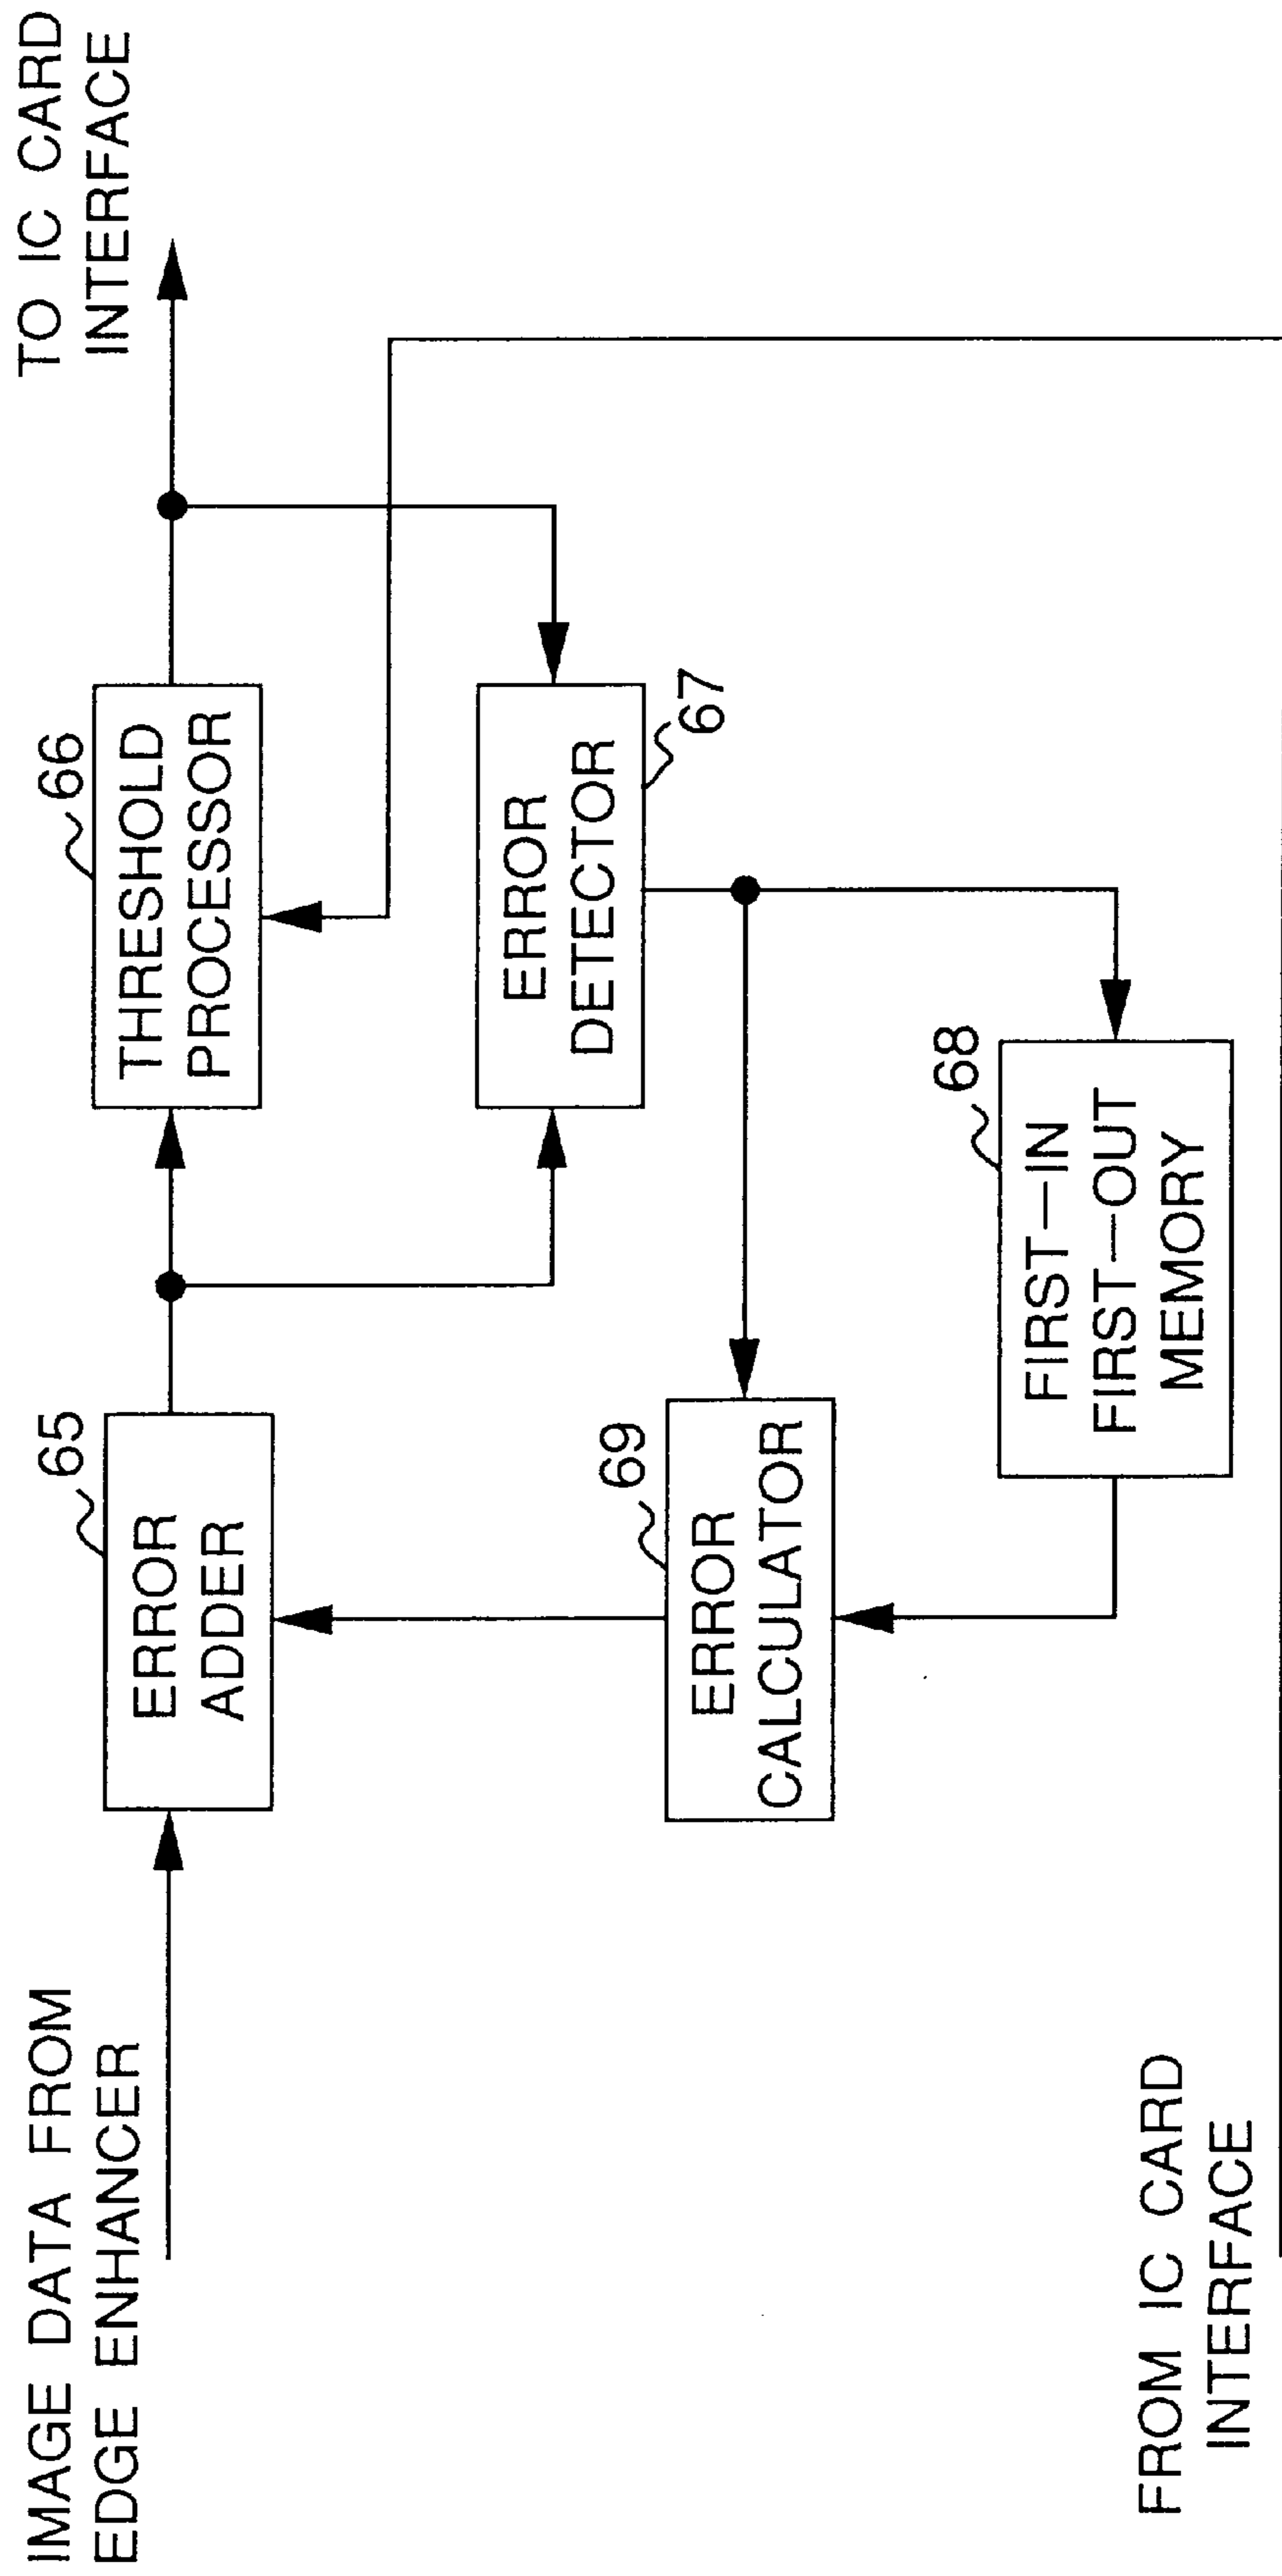 IMAGE DATA FROM
EDGE ENHANCER
65
ERROR
ADDER
66
THRESHOLD
PROCESSOR
TO IC CARD
INTERFACE
67
ERROR
DETECTOR
69
ERROR
CALCULATOR
68
FIRST-IN
FIRST-OUT
MEMORY
FROM IC CARD
INTERFACE